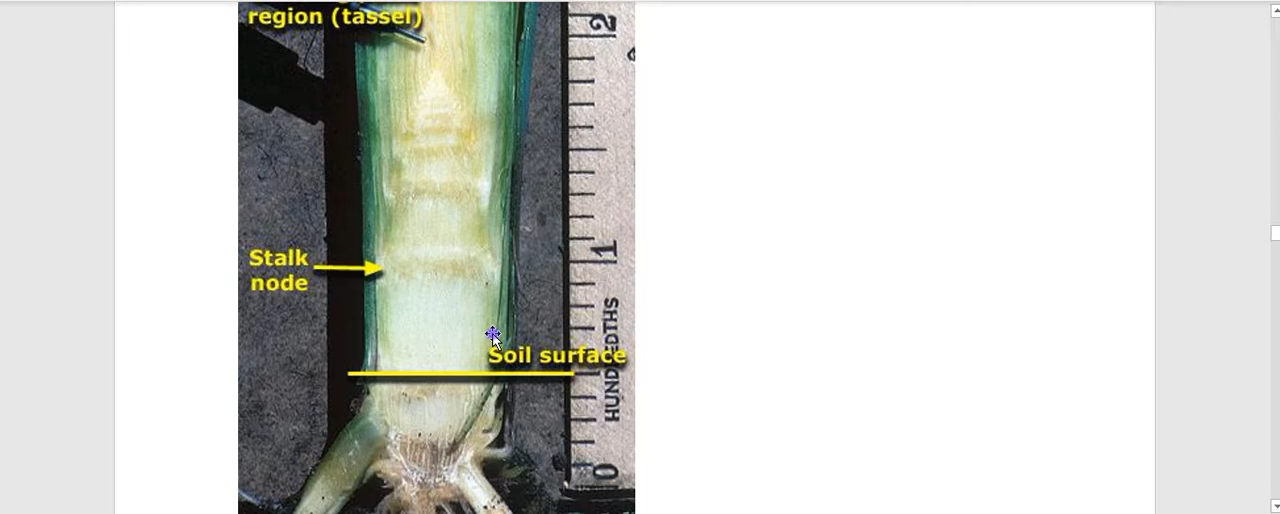 region (tassel)
2
Stalk
node
1
Soil surface
HUNDREDTHS
0